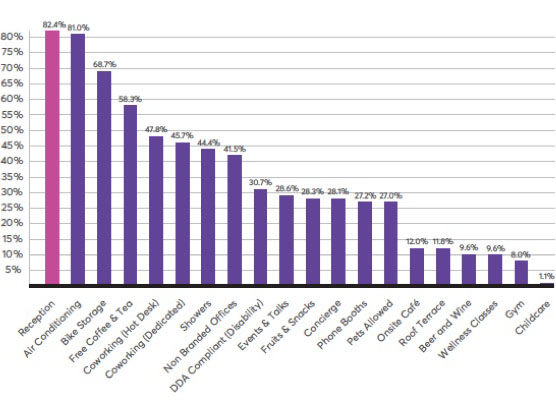 82.4%
81.0%
68.7%
58.3%
47.8%
45.7%
44.4%
41.5%
30.7%
28.6%
28.3%
28.1%
27.2%
27.0%
12.0%
11.8%
9.6%
9.6%
8.0%
1.1%
80%
75%
70%
65%
60%
55%
50%
45%
40%
35%
30%
25%
20%
15%
10%
5%
Reception
Air Conditioning
Bike Storage
Free Coffee & Tea
Coworking (Hot Desk)
Coworking (Dedicated)
Showers
Non Branded Offices
DDA Compliant (Disability)
Events & Talks
Fruits & Snacks
Concierge
Phone Booths
Pets Allowed
Onsite Café
Roof Terrace
Beer and Wine
Wellness Classes
Gym
Childcare